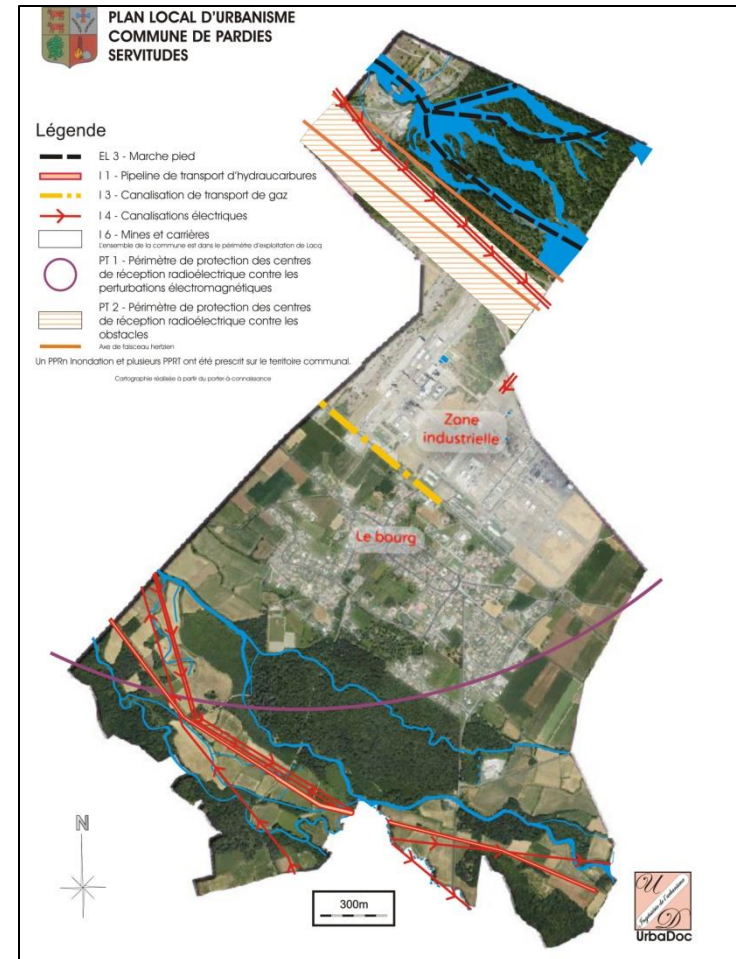 PLAN LOCAL D'URBANISME
COMMUNE DE PARDIES
SERVITUDES
Légende
EL 3 - Marche pied
I 1 - Pipeline de transport d'hydraucarbures
I 3 - Canalisation de transport de gaz
I 4 - Canalisations électriques
I 6 - Mines et carrières
L'ensemble de la commune est dans le périmètre d'exploitation de Lacq
PT 1 - Périmètre de protection des centres
de réception radioélectrique contre les
perturbations électromagnétiques
PT 2 - Périmètre de protection des centres
de réception radioélectrique contre les
obstacles
Axe de faisceau hertzien
Un PPRn Inondation et plusieurs PPRT ont été prescrit sur le territoire communal.
Cartographie réalisée à partir du porter-à-connaissance
Zone
industrielle
Le bourg
N
300m
U
Ingénierie de l'urbanisme
D
UrbaDoc